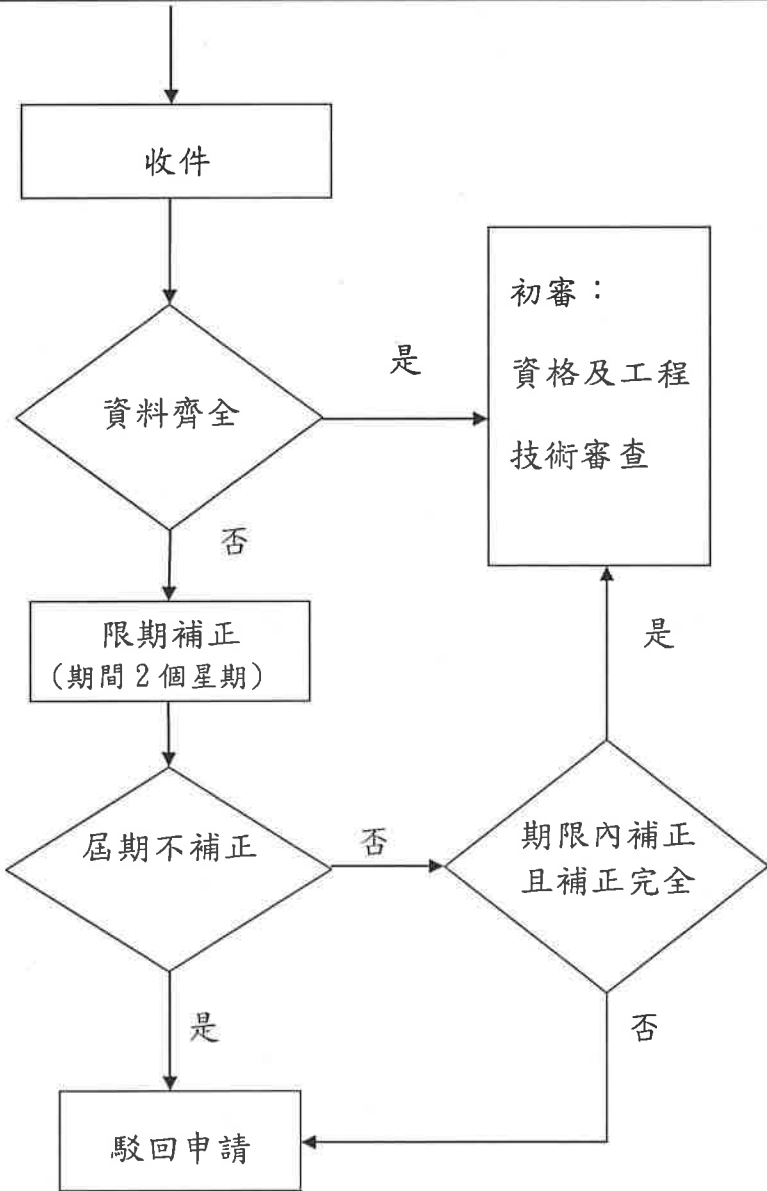 收件
資料齊全
是
初審：
資格及工程
技術審查
否
限期補正
(期間2個星期)
屆期不補正
否
期限內補正
且補正完全
是
是
否
駁回申請